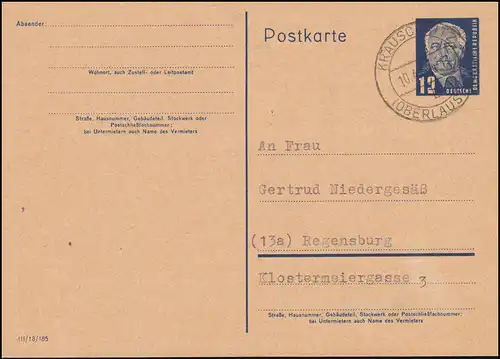 Absender:
Wohnort, auch Zustell- oder Leitpostamt
Straße, Hausnummer, Gebäudeteil, Stockwerk oder
Postschließfachnummer;
bei Untermietern auch Name des Vermieters
III/18/185
Postkarte
KRAUSC
10.
(OBERLAUS
12
DEUTSCHE
DEMOKRATISCHE REPUBLIK
An Frau
Gertrud Niedergesäß
(13a) Regensburg
Klostermeiergasse 3
Straße, Hausnummer, Gebäudeteil, Stockwerk oder Postschließfachnummer;
bei Untermietern auch Name des Vermieters